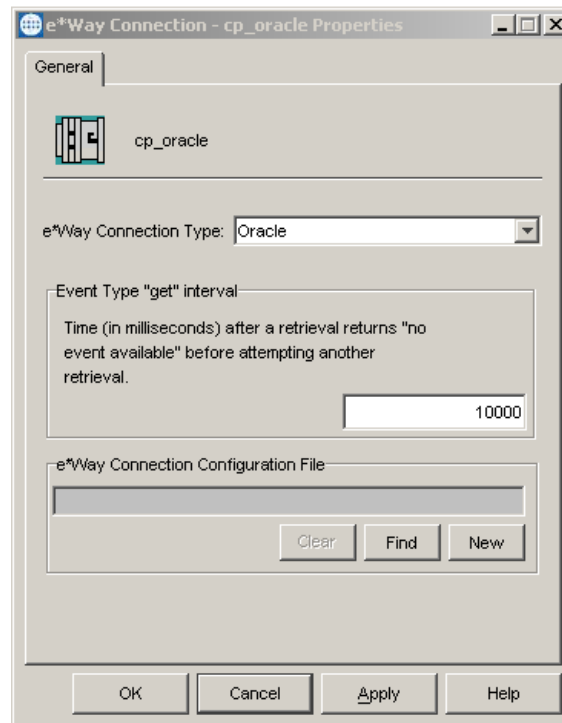 e*Way Connection - cp_oracle Properties
General
cp_oracle
e*Way Connection Type: Oracle
Event Type "get" interval
Time (in milliseconds) after a retrieval returns "no
event available" before attempting another
retrieval.
10000
e*Way Connection Configuration File
Clear Find New
OK Cancel Apply Help